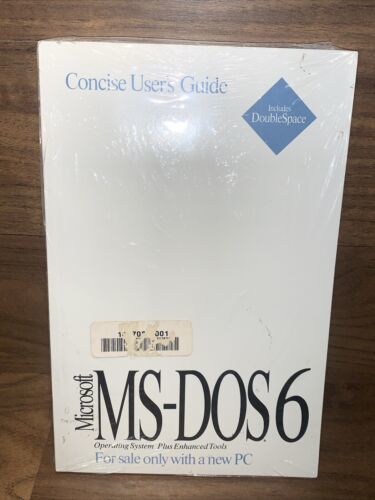 Concise User's Guide
Includes
DoubleSpace
001
Microsoft
MS-DOS 6
Operating System Plus Enhanced Tools
For sale only with a new PC